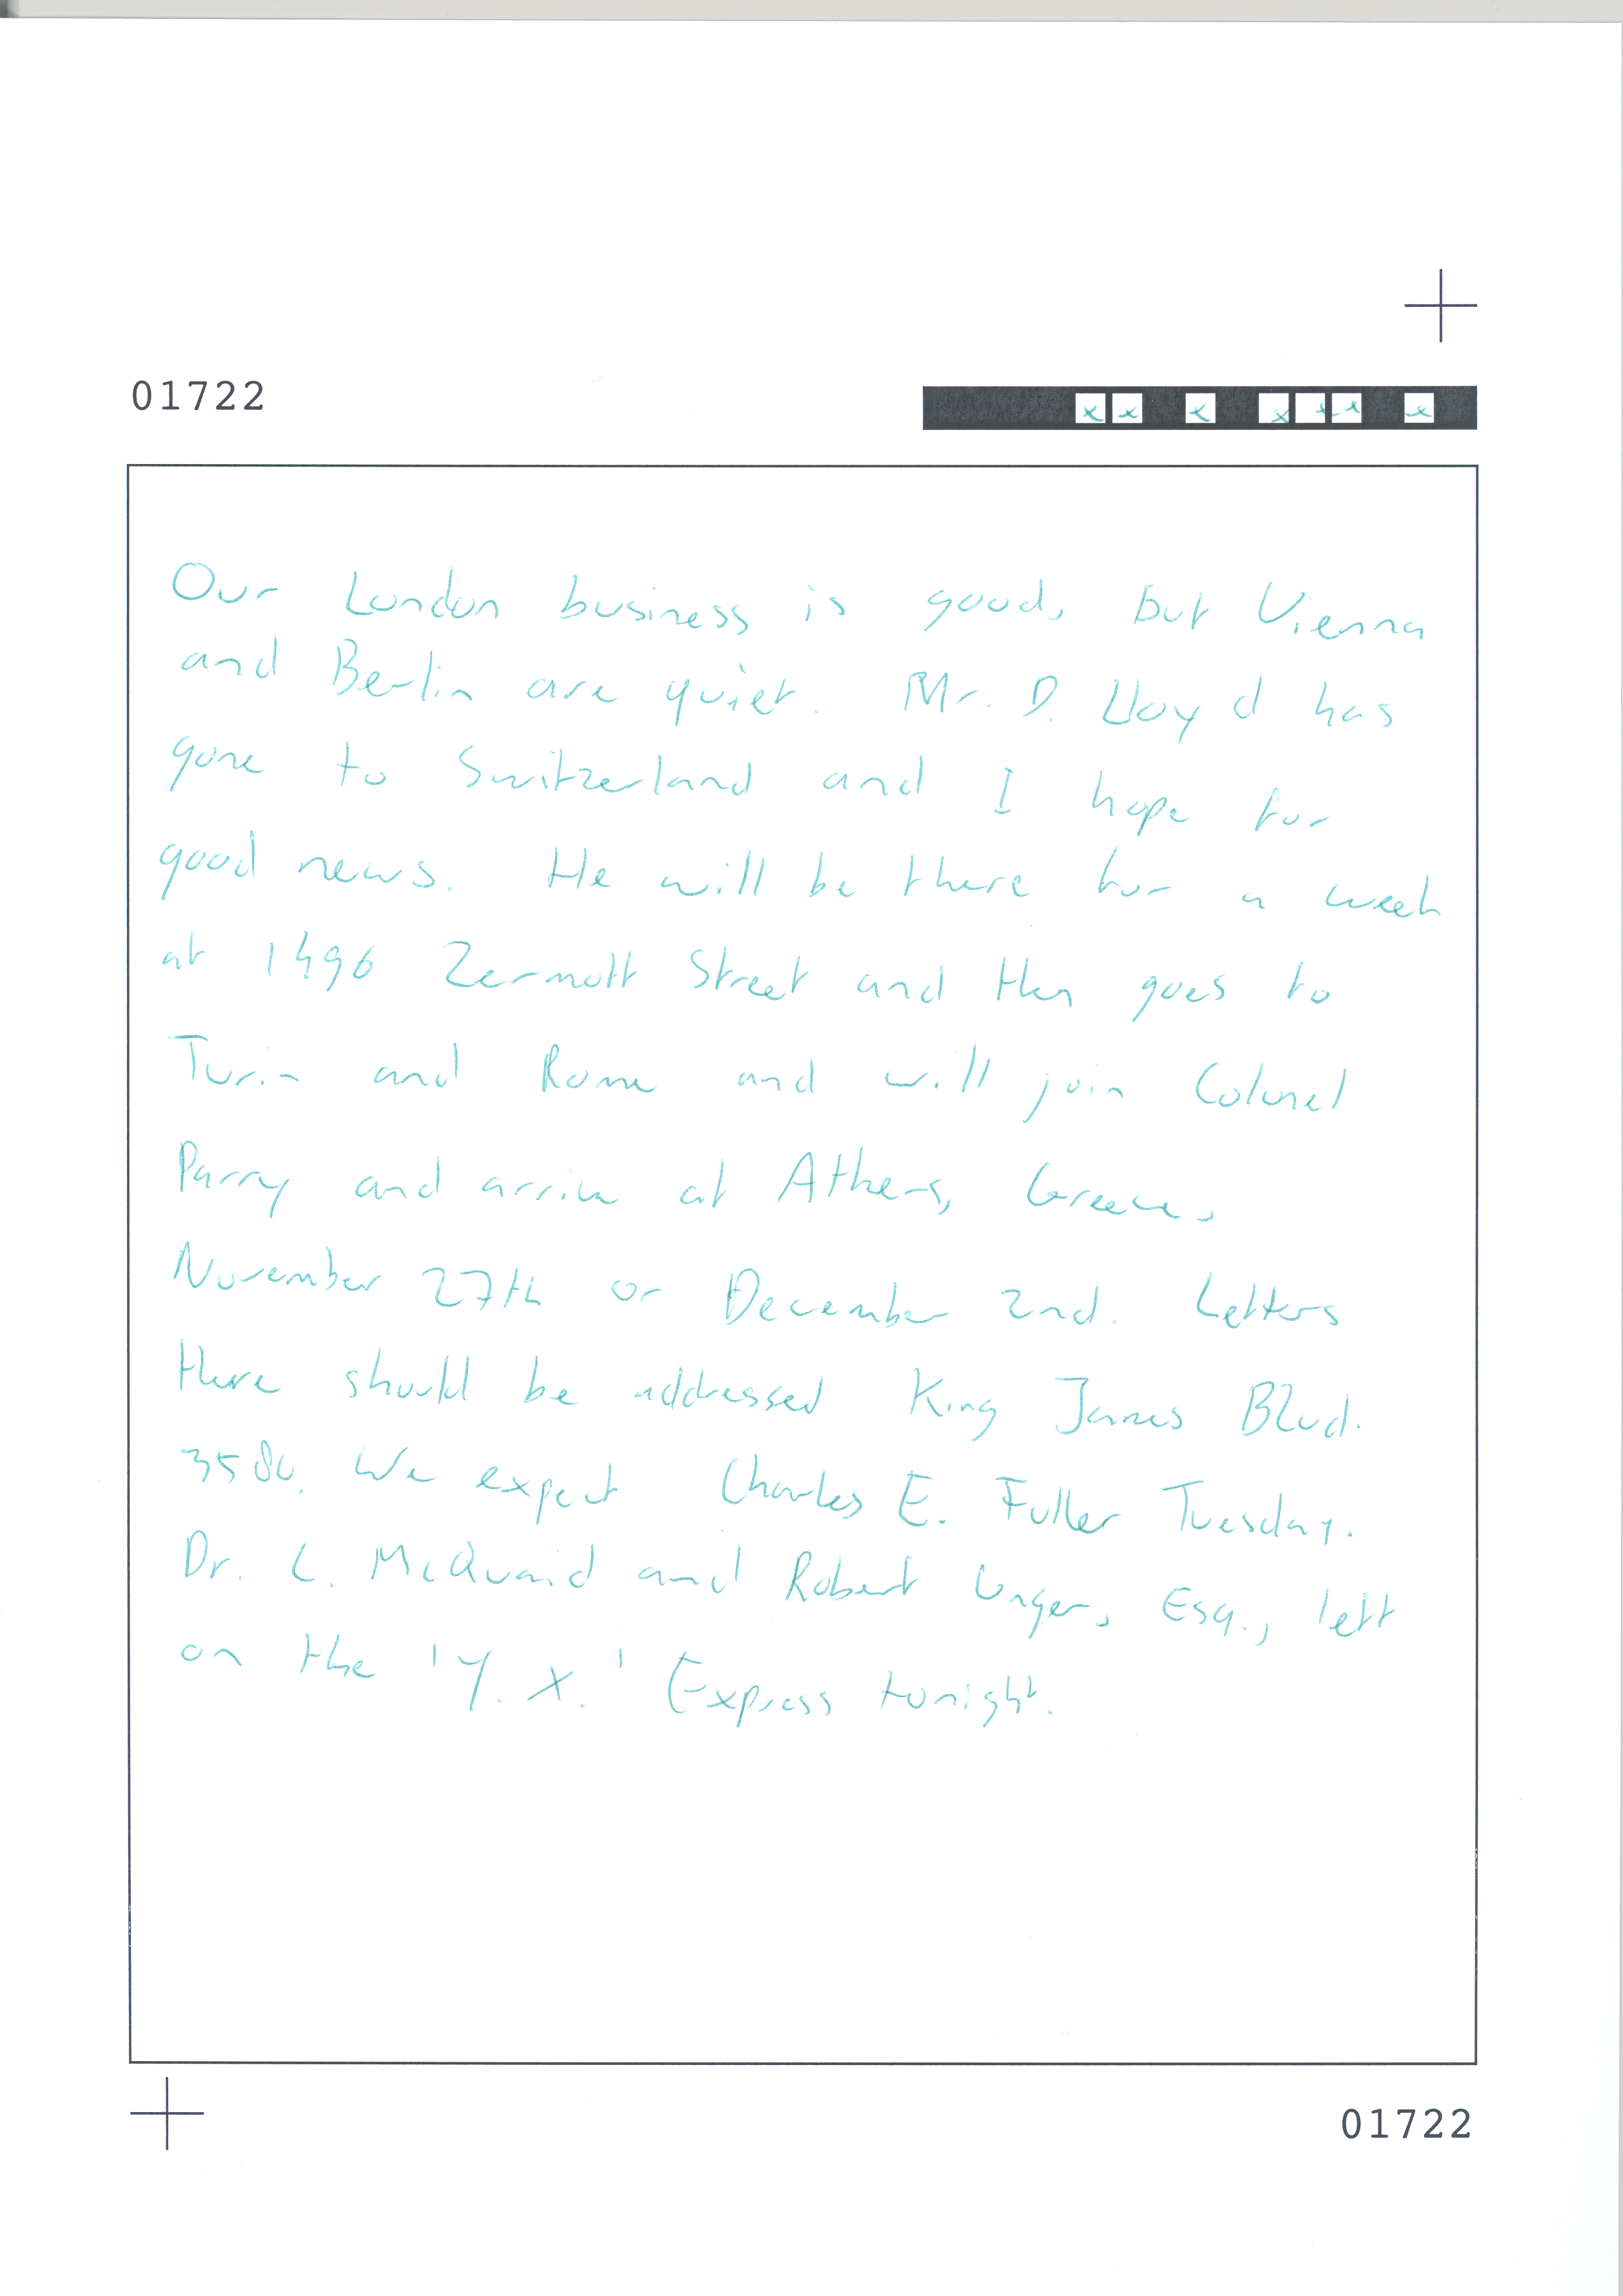 01722
Our London business is good, but Vienna
and Berlin are quiet. Mr. D. Lloyd has
gone to Switzerland and I hope for
good news. He will be there for a week
at 1496 Zermott Street and then goes to
Turin and Rome and will join Colonel
Parry and arrive at Athens, Greece,
November 27th or December 2nd. Letters
there should be addressed King James Blvd.
3580. We expect Charles E. Fuller Tuesday.
Dr. L. McQuaid and Robert Unger, Esq., left
on the 'Y. X.' Express tonight.
01722